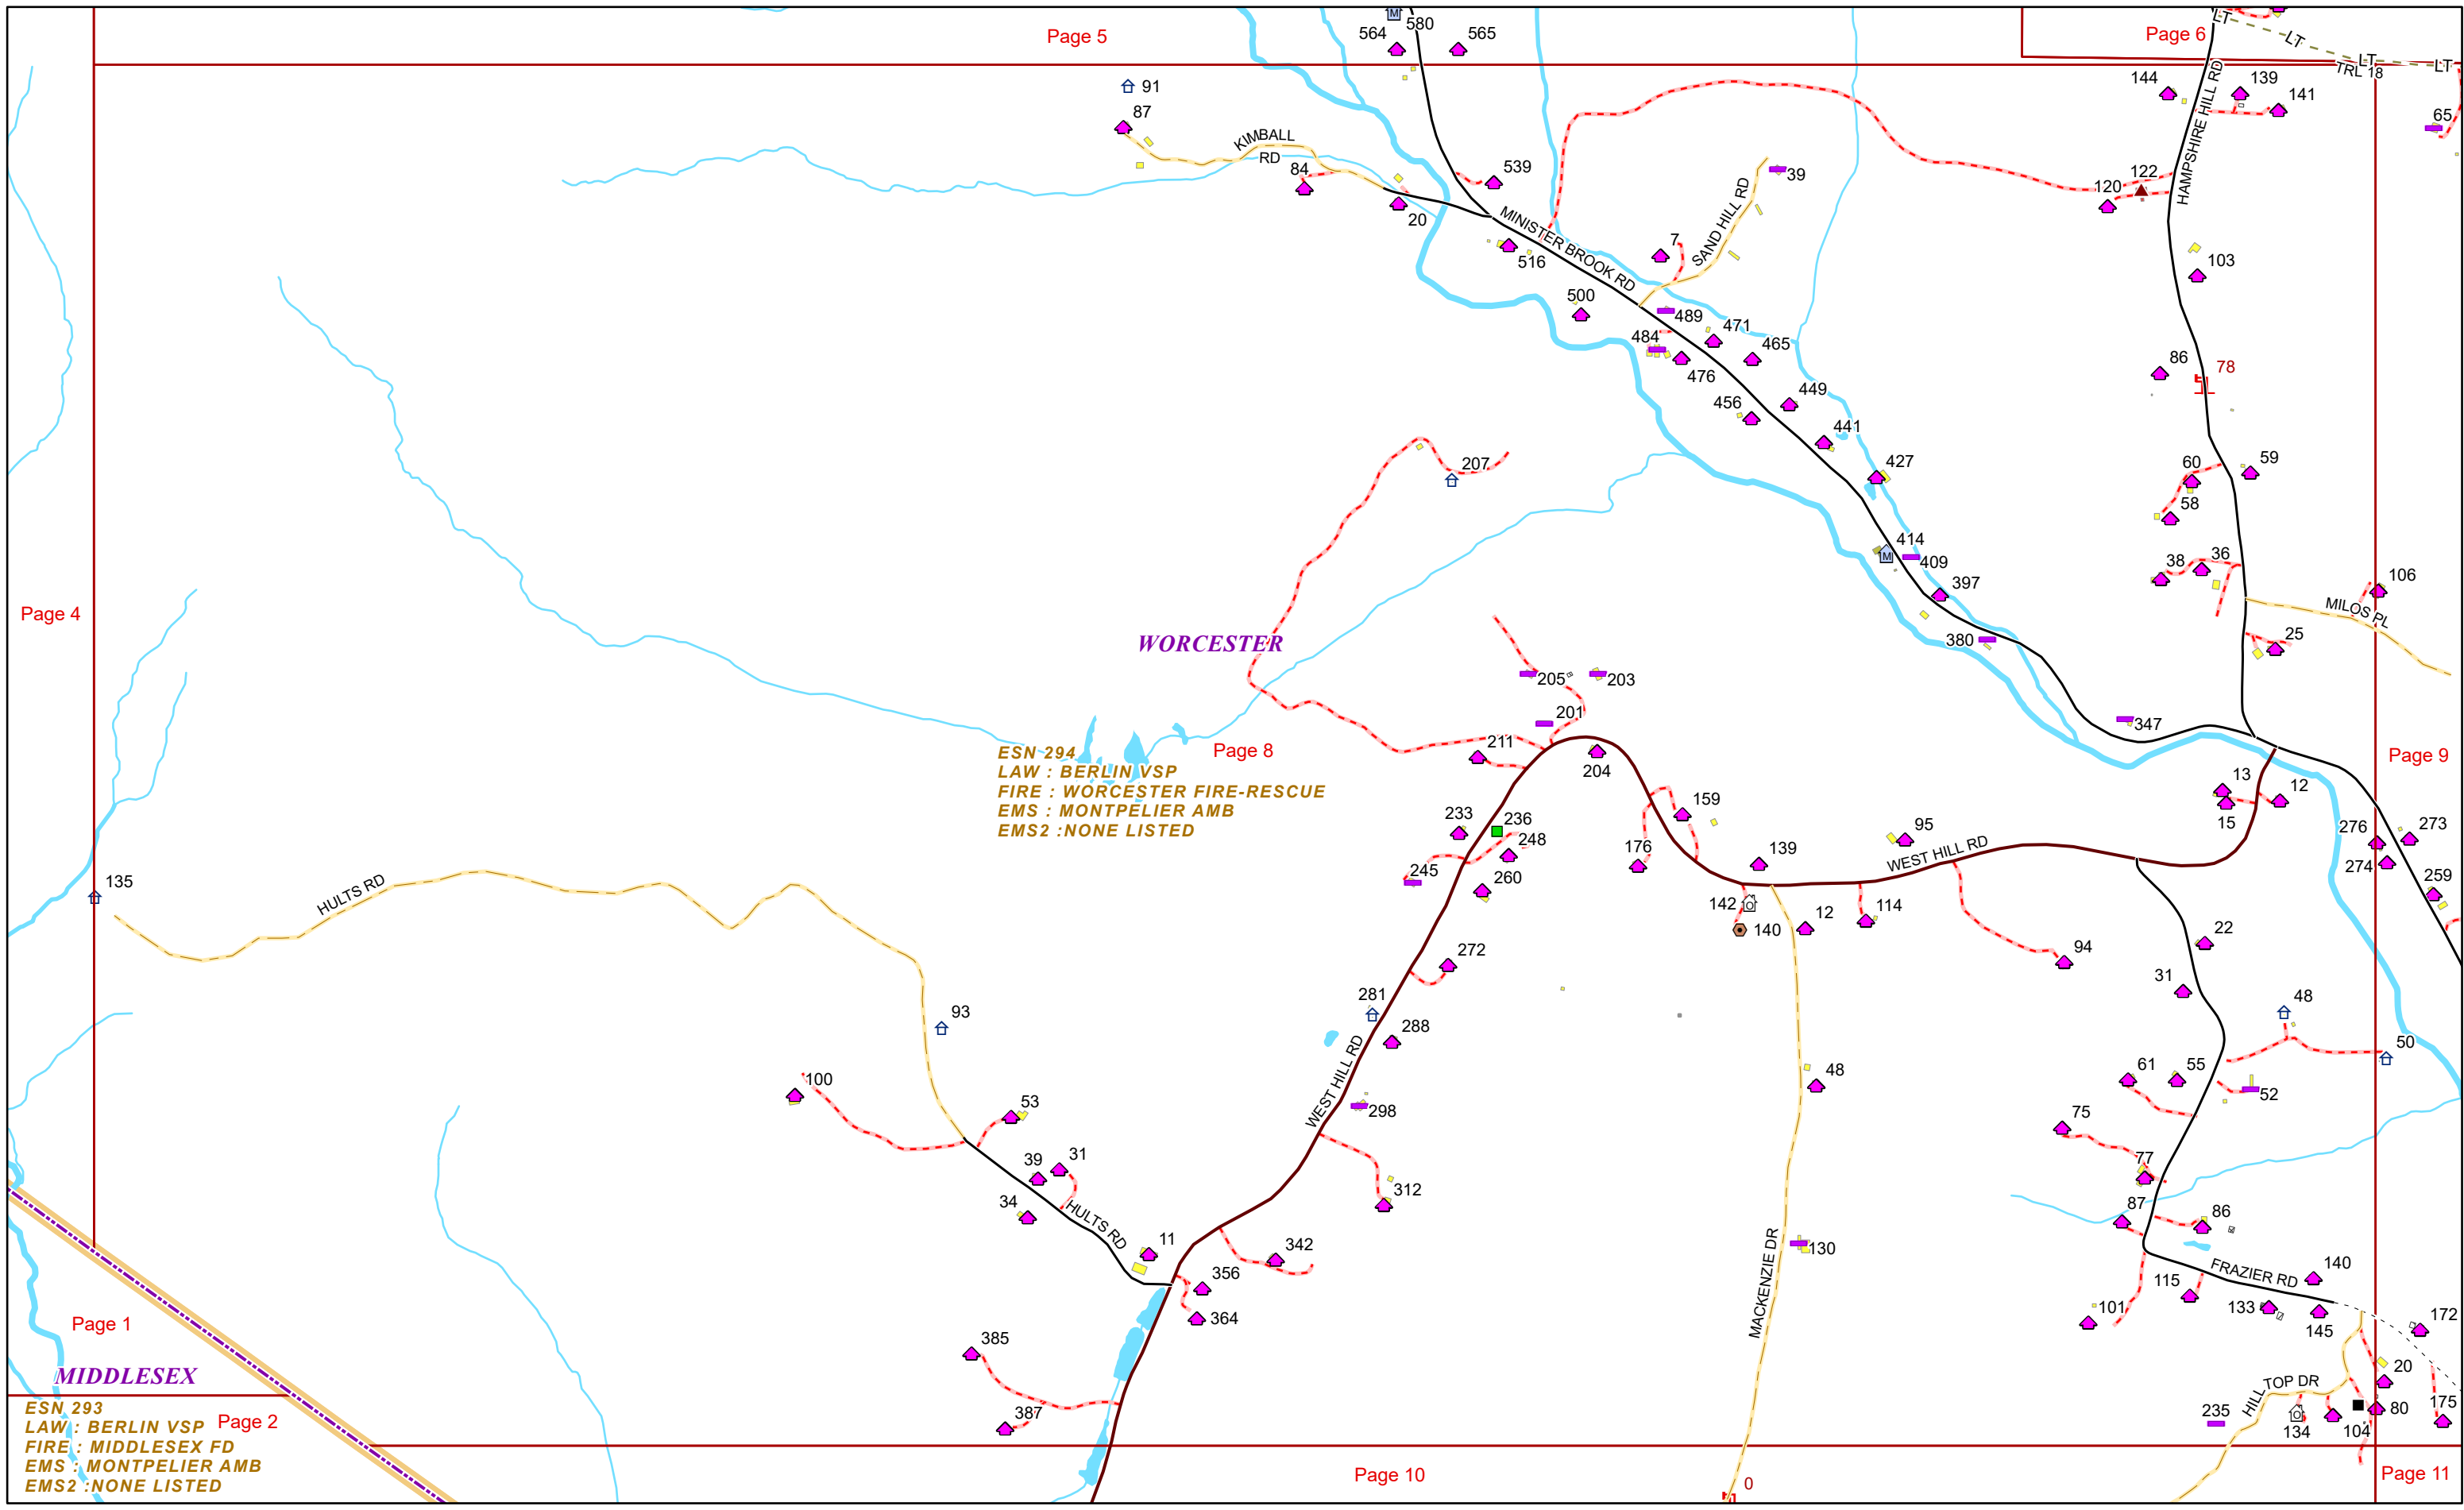 580
564
565
Page 5
Page 6
LT
LT
LT
LT
TRL 18
91
87
144
139
141
65
HAMPSHIRE HILL RD
KIMBALL
RD
84
20
539
39
SAND HILL RD
122
120
MINISTER BROOK RD
516
7
103
500
489
471
484
465
476
86
78
449
456
441
427
207
60
59
58
414
409
397
38
36
106
MILOS PL
Page 4
WORCESTER
380
25
205
203
201
347
211
204
Page 8
Page 9
ESN 294
LAW : BERLIN VSP
FIRE : WORCESTER FIRE-RESCUE
EMS : MONTPELIER AMB
EMS2 :NONE LISTED
13
12
15
159
233
236
248
245
260
176
139
95
WEST HILL RD
276
273
274
259
135
HULTS RD
142
140
12
114
94
22
272
31
281
288
93
48
50
WEST HILL RD
100
53
298
48
61
55
52
75
39
31
34
HULTS RD
312
77
87
86
11
342
356
364
MACKENZIE DR
130
FRAZIER RD
140
115
133
145
101
172
Page 1
385
MIDDLESEX
387
20
HILL TOP DR
235
134
104
80
175
ESN 293
LAW : BERLIN VSP
Page 2
FIRE : MIDDLESEX FD
EMS : MONTPELIER AMB
EMS2 :NONE LISTED
Page 10
0
Page 11